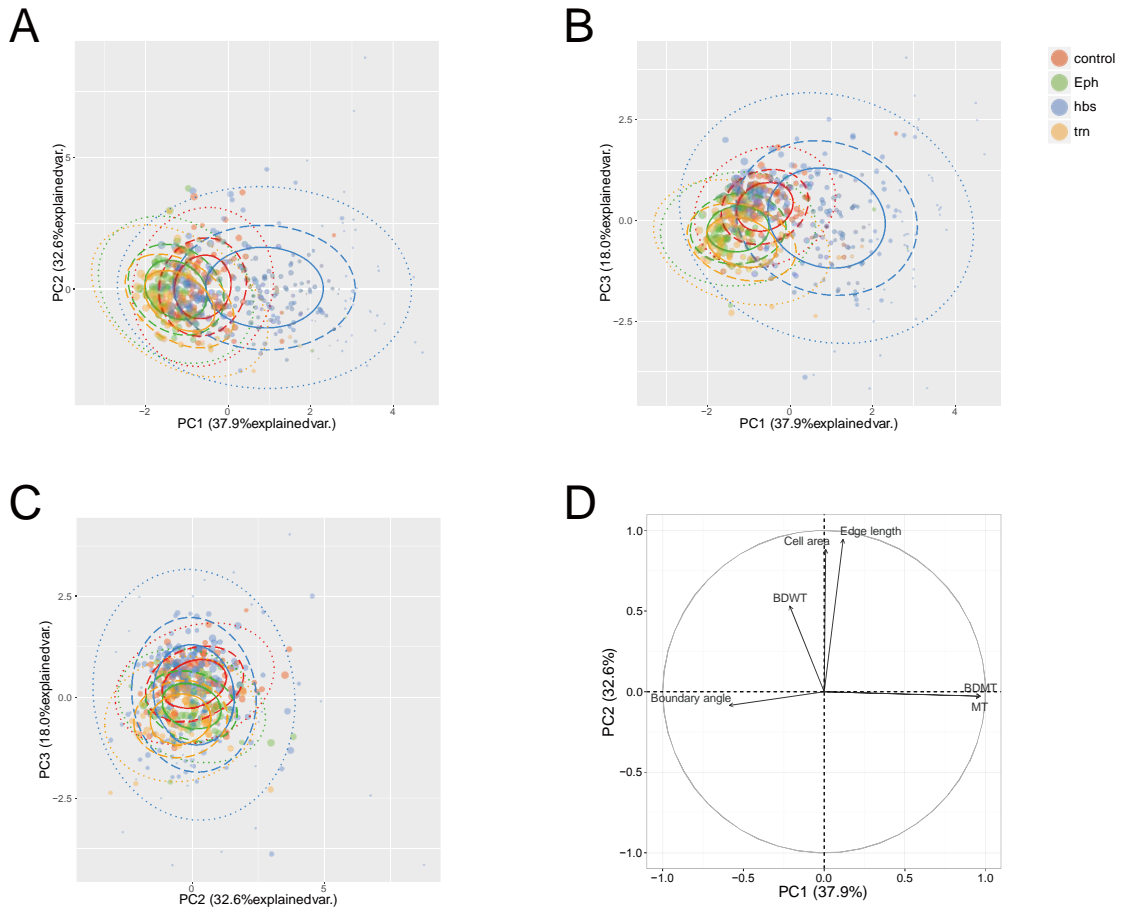 A
B
PC2 (32.6%explainedvar.)
5
0
−2
0
2
4
PC1 (37.9%explainedvar.)
PC3 (18.0%explainedvar.)
2.5
0.0
−2.5
−2
0
2
4
PC1 (37.9%explainedvar.)
control
Eph
hbs
trn
C
D
PC3 (18.0%explainedvar.)
2.5
0.0
−2.5
0
5
PC2 (32.6%explainedvar.)
PC2 (32.6%)
1.0
0.5
0.0
−0.5
−1.0
Cell area
Edge length
BDWT
Boundary angle
BDMT
MT
−1.0
−0.5
0.0
0.5
1.0
PC1 (37.9%)